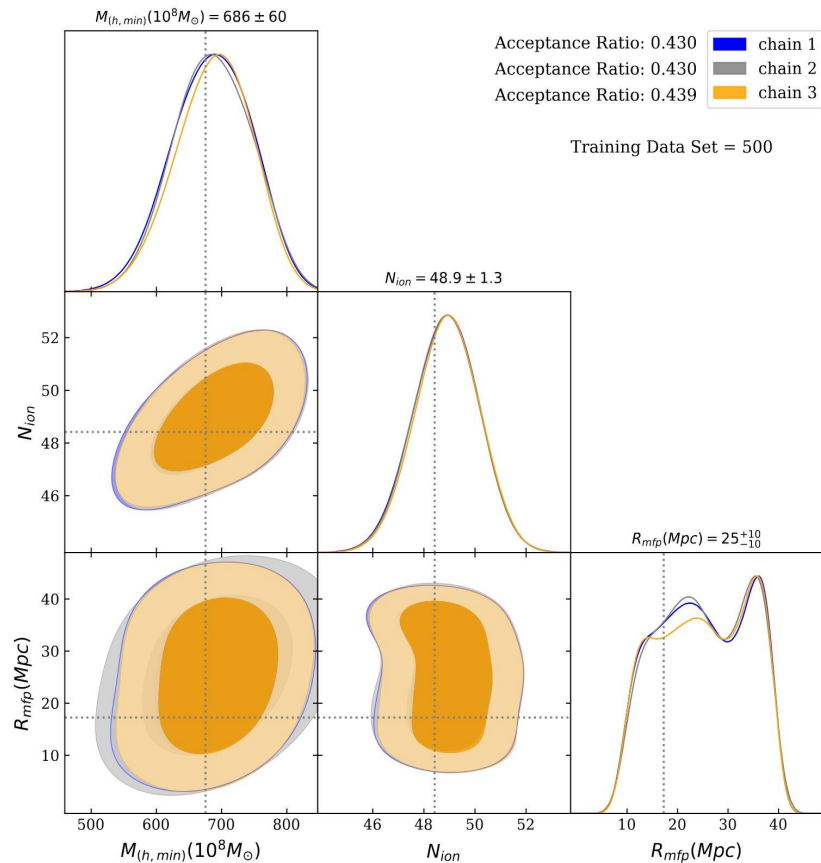 M_{(h, min)}(10^8 M_⊙) = 686 ± 60
Acceptance Ratio: 0.430 chain 1
Acceptance Ratio: 0.430 chain 2
Acceptance Ratio: 0.439 chain 3
Training Data Set = 500
N_{ion} = 48.9 ± 1.3
52
50
48
46
N_{ion}
R_{mfp}(Mpc) = 25^{+10}_{-10}
40
30
20
10
R_{mfp}(Mpc)
500 600 700 800 46 48 50 52 10 20 30 40
M_{(h, min)}(10^8 M_⊙) N_{ion} R_{mfp}(Mpc)